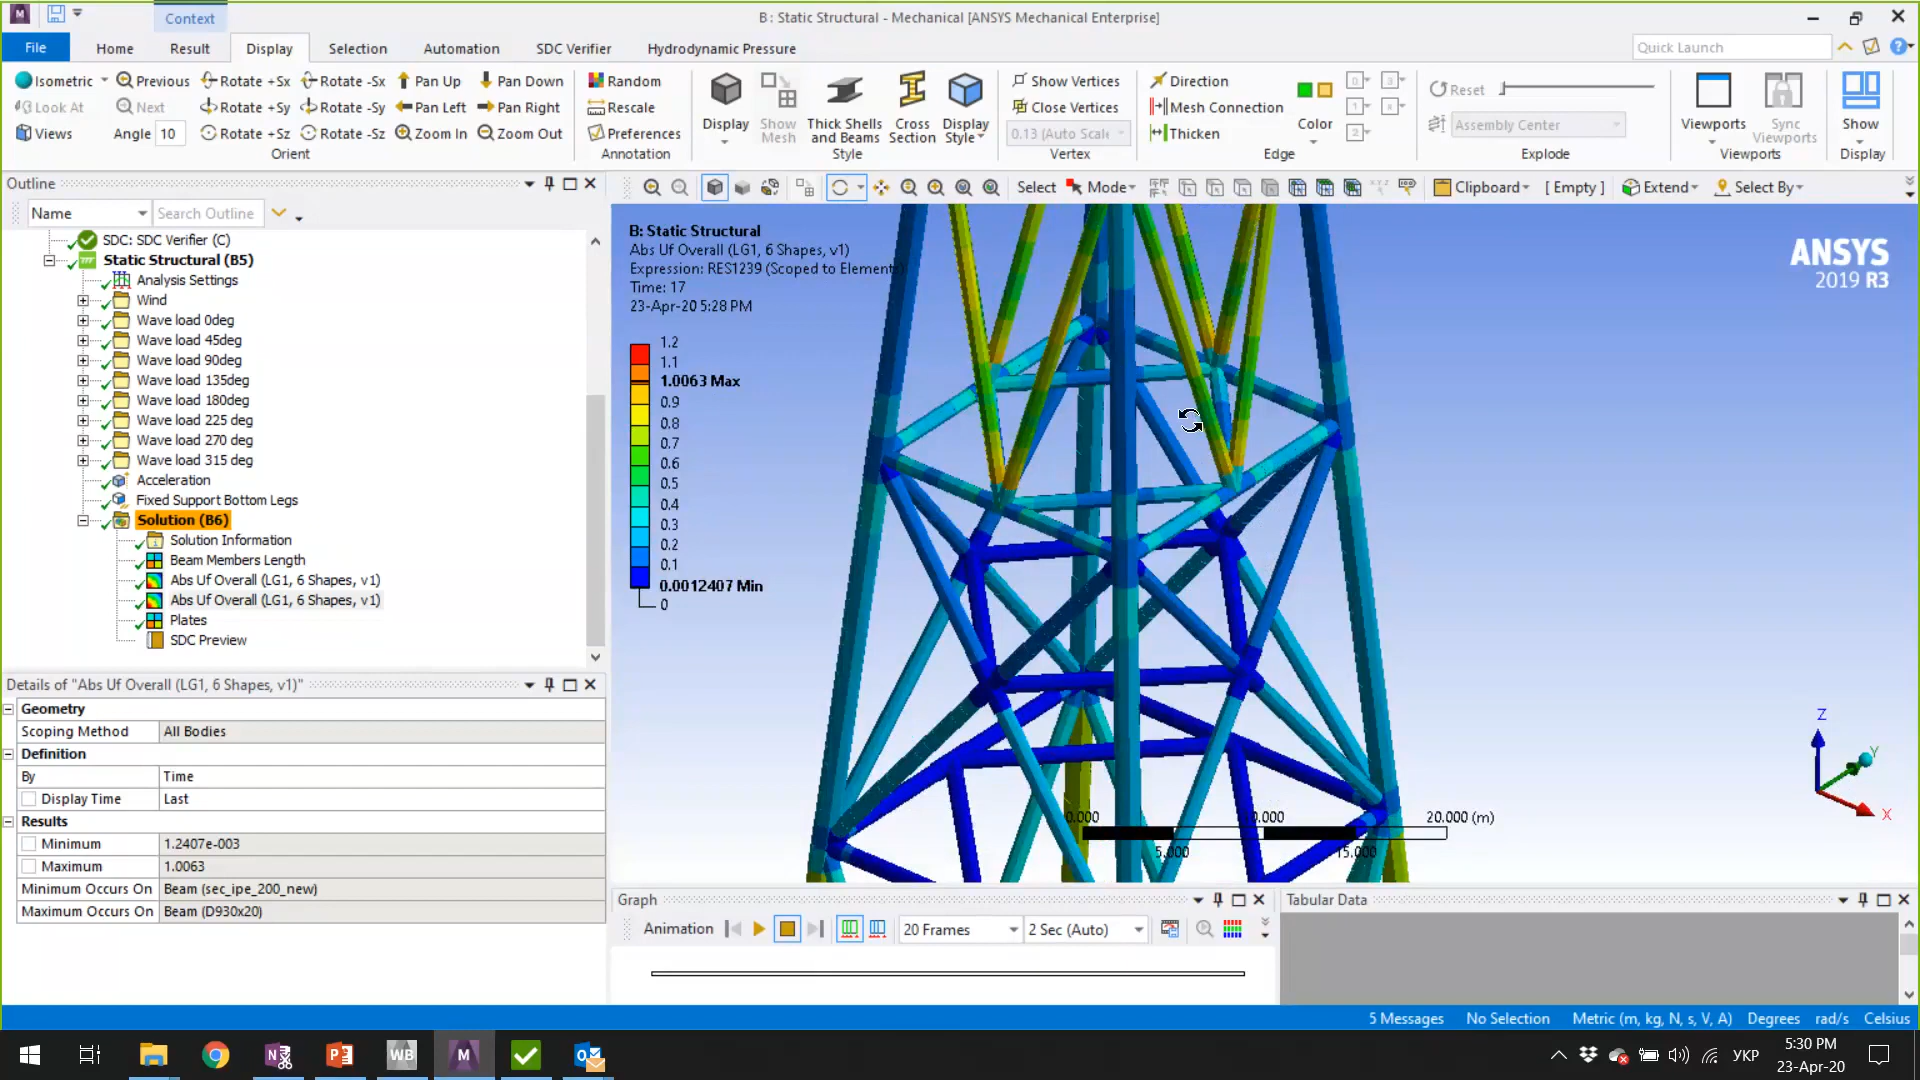 Context
B : Static Structural - Mechanical [ANSYS Mechanical Enterprise]
File Home Result Display Selection Automation SDC Verifier Hydrodynamic Pressure
Quick Launch
Isometric Previous Rotate +Sx Rotate -Sx Pan Up Pan Down
Look At Next Rotate +Sy Rotate -Sy Pan Left Pan Right
Views Angle 10 Rotate +Sz Rotate -Sz Zoom In Zoom Out
Orient
Random
Rescale
Preferences
Annotation
Display
Show Mesh
Thick Shells and Beams
Cross Section
Display Style
Style
Show Vertices
Close Vertices
0.13 (Auto Scale
Vertex
Direction
Mesh Connection
Thicken
Color
Edge
Reset
Assembly Center
Explode
Viewports
Sync Viewports
Viewports
Show
Display
Outline
Name Search Outline
SDC: SDC Verifier (C)
Static Structural (B5)
Analysis Settings
Wind
Wave load 0deg
Wave load 45deg
Wave load 90deg
Wave load 135deg
Wave load 180deg
Wave load 225 deg
Wave load 270 deg
Wave load 315 deg
Acceleration
Fixed Support Bottom Legs
Solution (B6)
Solution Information
Beam Members Length
Abs Uf Overall (LG1, 6 Shapes, v1)
Abs Uf Overall (LG1, 6 Shapes, v1)
Plates
SDC Preview
Details of "Abs Uf Overall (LG1, 6 Shapes, v1)"
Geometry
Scoping Method All Bodies
Definition
By Time
Display Time Last
Results
Minimum 1.2407e-003
Maximum 1.0063
Minimum Occurs On Beam (sec_ipe_200_new)
Maximum Occurs On Beam (D930x20)
Select Mode Clipboard [ Empty ] Extend Select By
B: Static Structural
Abs Uf Overall (LG1, 6 Shapes, v1)
Expression: RES1239 (Scoped to Elements)
Time: 17
23-Apr-20 5:28 PM
1.2
1.1
1.0063 Max
0.9
0.8
0.7
0.6
0.5
0.4
0.3
0.2
0.1
0.0012407 Min
0
ANSYS
2019 R3
Z
Y
X
0.000 10.000 20.000 (m)
5.000 15.000
Graph
Animation 20 Frames 2 Sec (Auto)
Tabular Data
5 Messages No Selection Metric (m, kg, N, s, V, A) Degrees rad/s Celsius
WB M
УКР
5:30 PM
23-Apr-20